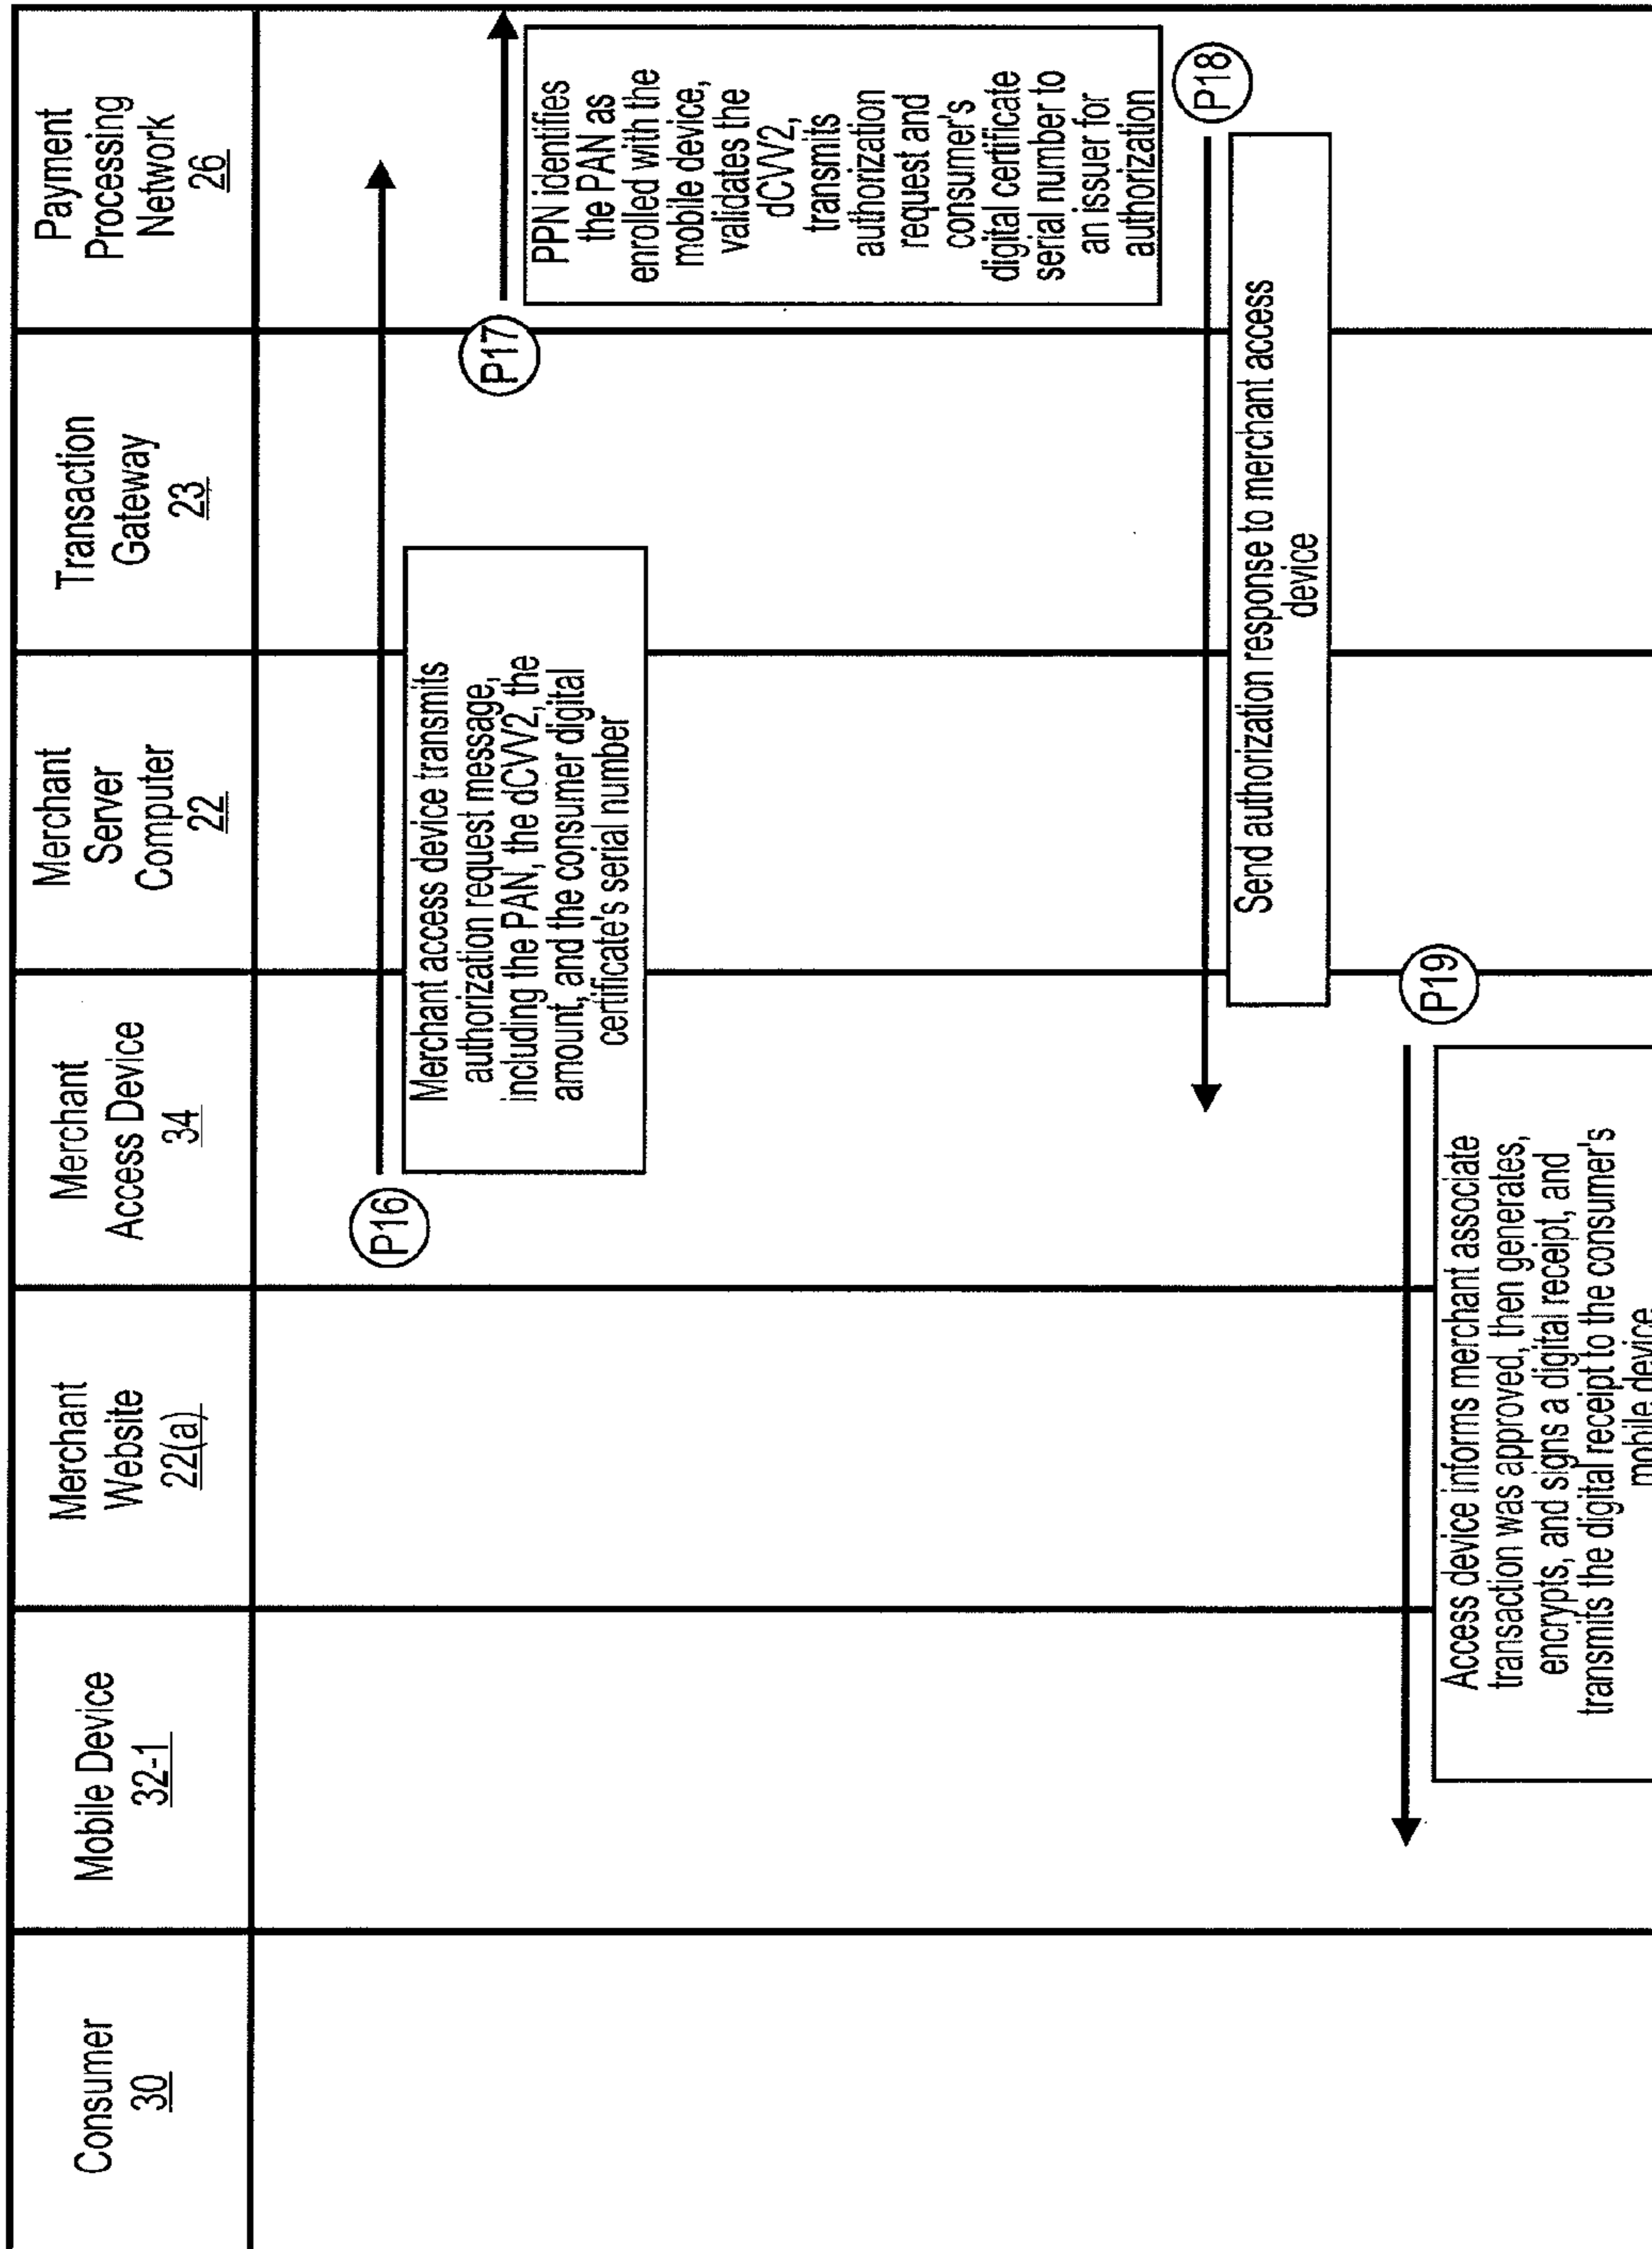 Consumer
30
Mobile Device
32-1
Merchant
Website
22(a)
Merchant
Access Device
34
Merchant
Server
Computer
22
Transaction
Gateway
23
Payment
Processing
Network
26
P16
Merchant access device transmits
authorization request message,
including the PAN, the dCVV2, the
amount, and the consumer digital
certificate's serial number
P17
PPN identifies
the PAN as
enrolled with the
mobile device,
validates the
dCVV2,
transmits
authorization
request and
consumer's
digital certificate
serial number to
an issuer for
authorization
P18
Send authorization response to merchant access
device
P19
Access device informs merchant associate
transaction was approved, then generates,
encrypts, and signs a digital receipt, and
transmits the digital receipt to the consumer's
mobile device